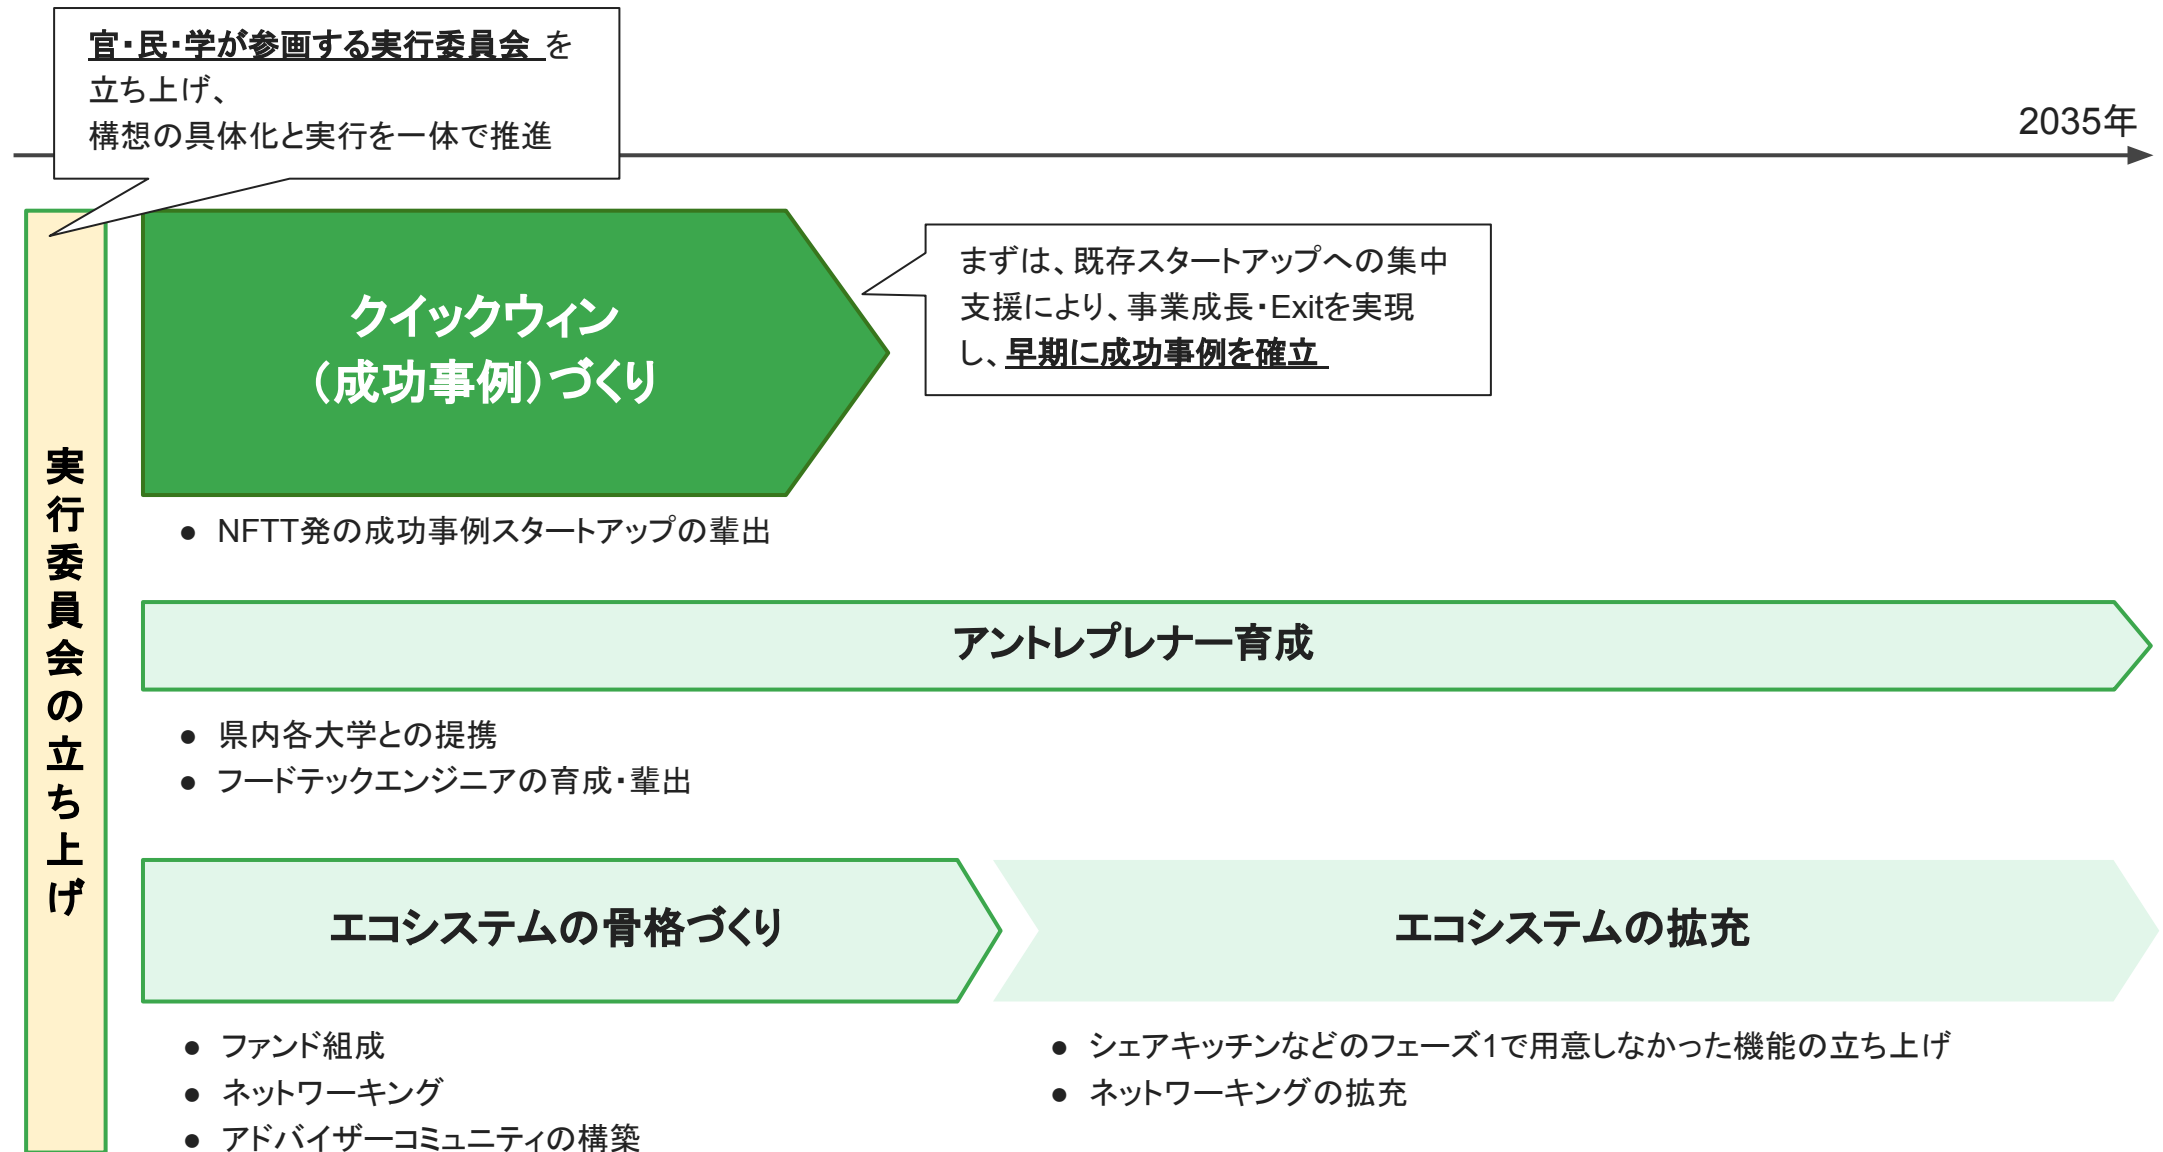 官・民・学が参画する実行委員会 を
立ち上げ、
構想の具体化と実行を一体で推進
2035年
実行委員会の立ち上げ
クイックウィン
（成功事例）づくり
まずは、既存スタートアップへの集中
支援により、事業成長・Exitを実現
し、早期に成功事例を確立
● NFTT発の成功事例スタートアップの輩出
アントレプレナー育成
● 県内各大学との提携
● フードテックエンジニアの育成・輩出
エコシステムの骨格づくり
● ファンド組成
● ネットワーキング
● アドバイザーコミュニティの構築
エコシステムの拡充
● シェアキッチンなどのフェーズ1で用意しなかった機能の立ち上げ
● ネットワーキングの拡充